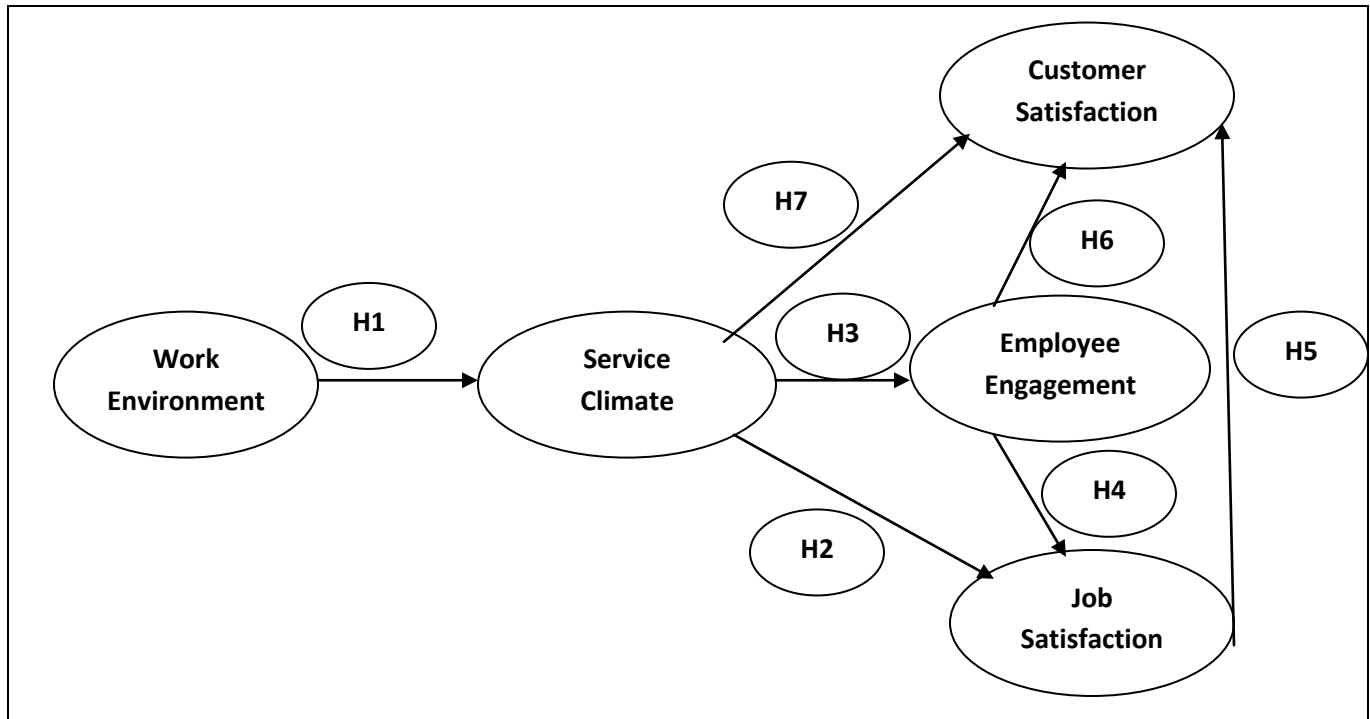 Customer
Satisfaction
H7
H6
H1
H3
Work
Environment
Service
Climate
Employee
Engagement
H5
H4
H2
Job
Satisfaction